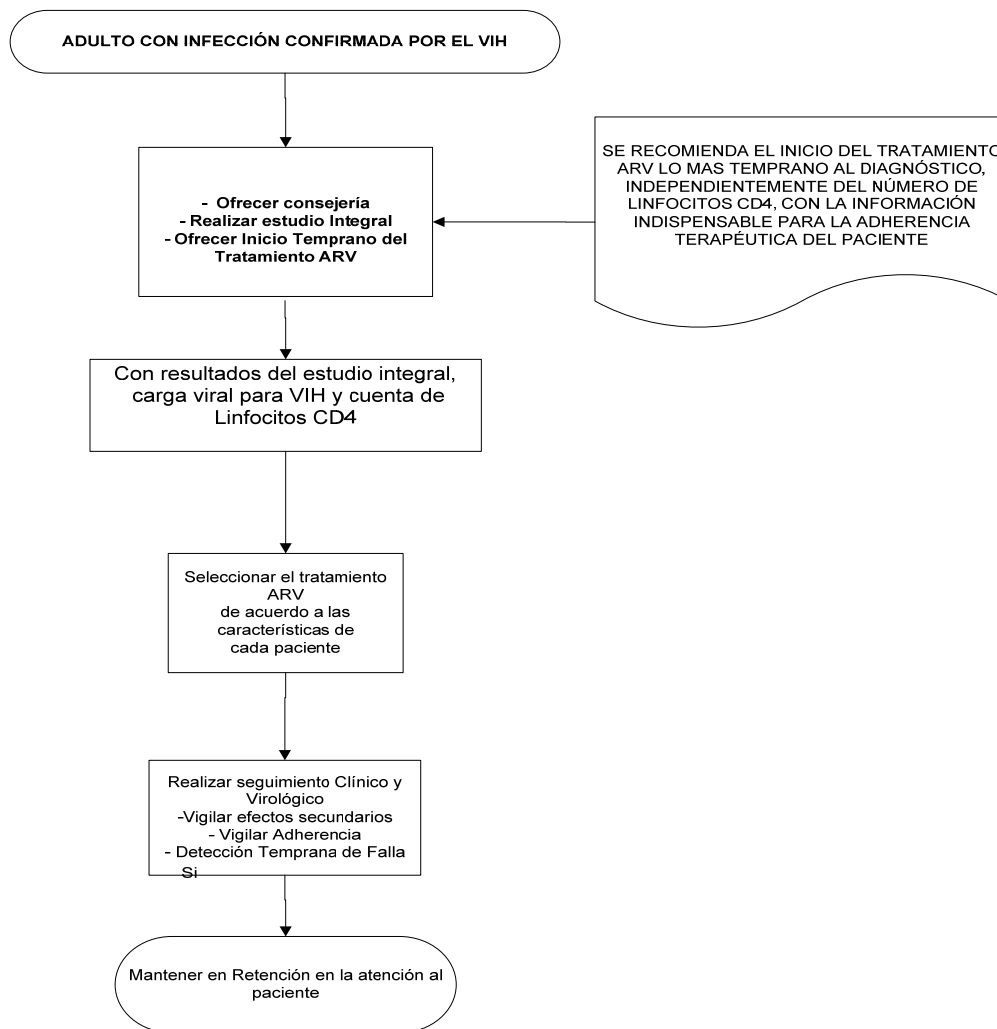 ADULTO CON INFECCIÓN CONFIRMADA POR EL VIH
- Ofrecer consejería
- Realizar estudio Integral
- Ofrecer Inicio Temprano del
Tratamiento ARV
SE RECOMIENDA EL INICIO DEL TRATAMIENTO
ARV LO MAS TEMPRANO AL DIAGNÓSTICO,
INDEPENDIENTEMENTE DEL NÚMERO DE
LINFOCITOS CD4, CON LA INFORMACIÓN
INDISPENSABLE PARA LA ADHERENCIA
TERAPÉUTICA DEL PACIENTE
Con resultados del estudio integral,
carga viral para VIH y cuenta de
Linfocitos CD4
Seleccionar el tratamiento
ARV
de acuerdo a las
características de
cada paciente
Realizar seguimiento Clínico y
Virológico
-Vigilar efectos secundarios
- Vigilar Adherencia
- Detección Temprana de Falla
Si
Mantener en Retención en la atención al
paciente